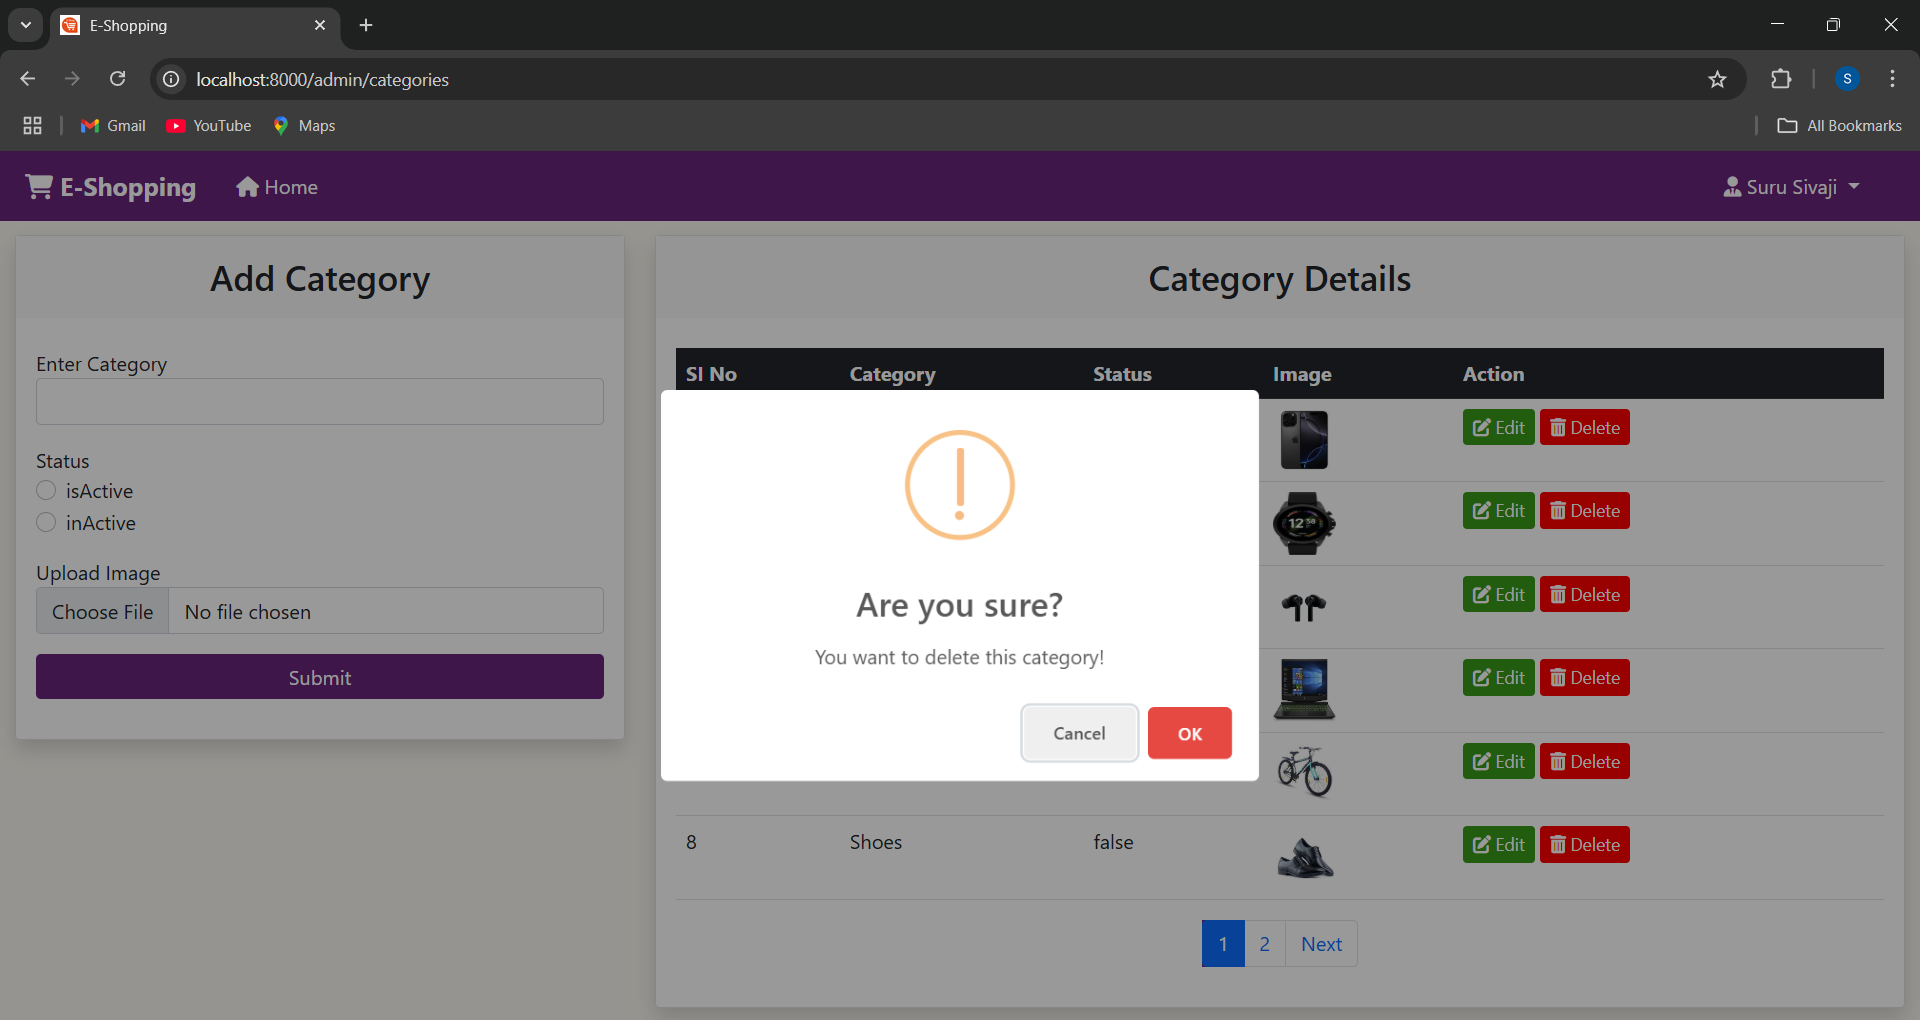 E-Shopping
localhost:8000/admin/categories
S
Gmail
YouTube
Maps
All Bookmarks
E-Shopping
Home
Suru Sivaji
Add Category
Enter Category
Status
isActive
inActive
Upload Image
Choose File
No file chosen
Submit
Category Details
Sl No Category Status Image Action
Edit Delete
12 58
Edit Delete
Edit Delete
Edit Delete
Edit Delete
8 Shoes false Edit Delete
Are you sure?
You want to delete this category!
Cancel
OK
1 2 Next